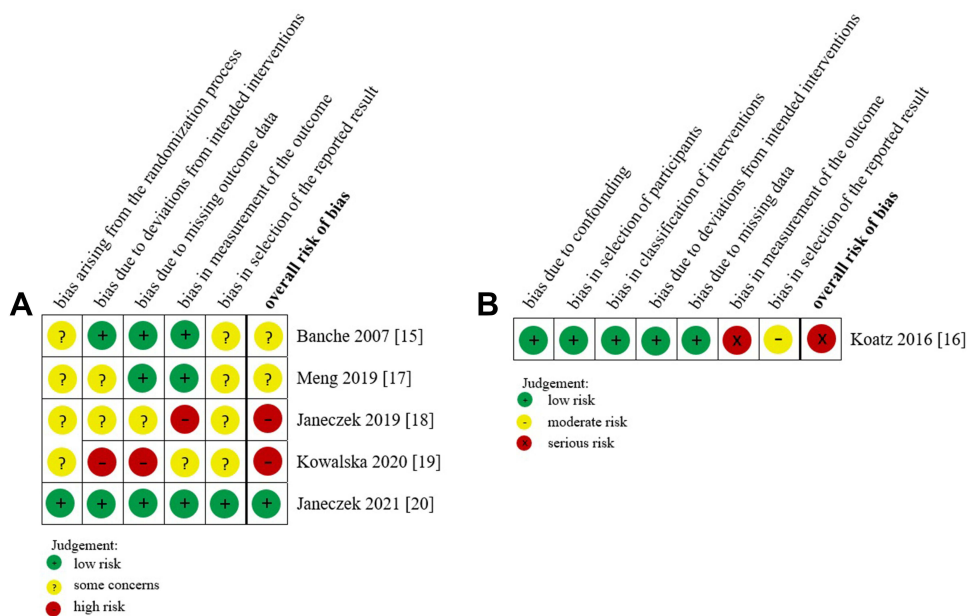 A
bias arising from the randomization process
bias due to deviations from intended interventions
bias due to missing outcome data
bias in measurement of the outcome
bias in selection of the reported result
overall risk of bias
? + + + ? ? Banche 2007 [15]
? ? + + ? ? Meng 2019 [17]
? ? ? - ? - Janeczek 2019 [18]
? - - ? ? - Kowalska 2020 [19]
+ + + + + + Janeczek 2021 [20]
Judgement:
+ low risk
? some concerns
- high risk
B
bias due to confounding
bias in selection of participants
bias in classification of interventions
bias due to deviations from intended interventions
bias due to missing data
bias in measurement of the outcome
bias in selection of the reported result
overall risk of bias
+ + + + + X - X Koatz 2016 [16]
Judgement:
+ low risk
- moderate risk
X serious risk